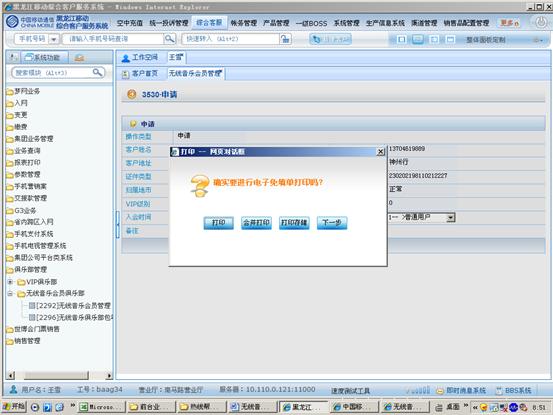 黑龙江移动综合客户服务系统 - Windows Internet Explorer
中国移动通信 CHINA MOBILE 黑龙江移动综合客户服务系统
空中充值 统一投诉管理 综合客服 帐务管理 产品管理 一级BOSS 系统管理 生产信息系统 渠道管理 销售品配置管理 更多
手机号码 请输入手机号码查询 快速转入 (Alt+2) 整体面板定制
系统功能
搜索模块 (Alt+3)
梦网业务
入网
变更
缴费
集团业务管理
业务查询
报表打印
参数管理
手机营销案
交接款管理
G3业务
省内跨区入网
手机支付系统
手机电视管理系统
集团公司平台类系统
俱乐部管理
VIP俱乐部
无线音乐会员俱乐部
[2292]无线音乐会员管理
[2296]无线音乐俱乐部包
世博会门票销售
销售管理
工作空间 王雪
客户首页 无线音乐会员管理
3530-申请
申请
操作类型 申请
客户姓名 13704619889
客户地址 神州行
证件类型 230202198110212227
归属地市 正常
VIP级别 0
入会时间 1-- >普通用户
备注
打印 -- 网页对话框
确实要进行电子免填单打印吗?
打印 合并打印 打印存储 下一步
用户名：王雪 工号：baag34 营业厅：南马路营业厅 服务器：10.110.0.121:11000 速度测试工具 即时消息系统 BBS系统
开始 Microso... 前台业... 热线帮... 无线音... 黑龙江... 中国移... 无线音... 桌面 8:51